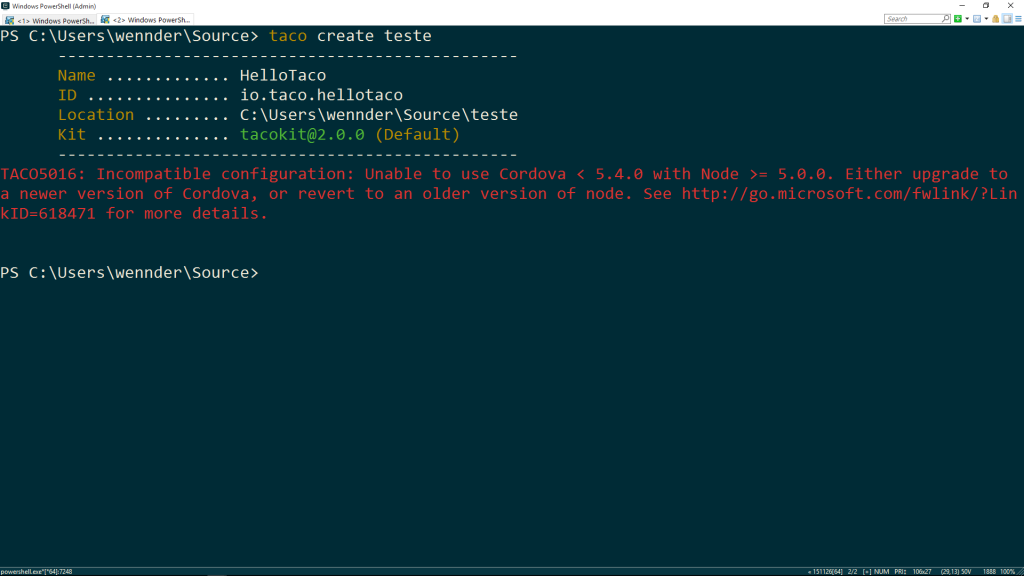 Windows PowerShell (Admin)
<1> Windows PowerSh... <2> Windows PowerSh... Search
PS C:\Users\wennder\Source> taco create teste
------------------------------------------------
Name ............. HelloTaco
ID ............... io.taco.hellotaco
Location ......... C:\Users\wennder\Source\teste
Kit .............. tacokit@2.0.0 (Default)
------------------------------------------------
TACO5016: Incompatible configuration: Unable to use Cordova < 5.4.0 with Node >= 5.0.0. Either upgrade to
a newer version of Cordova, or revert to an older version of node. See http://go.microsoft.com/fwlink/?Lin
kID=618471 for more details.
PS C:\Users\wennder\Source>
powershell.exe*[*64]:7248 « 151126[64] 2/2 [+] NUM PRI‡ 106x27 (29,13) 50V 1888 100%